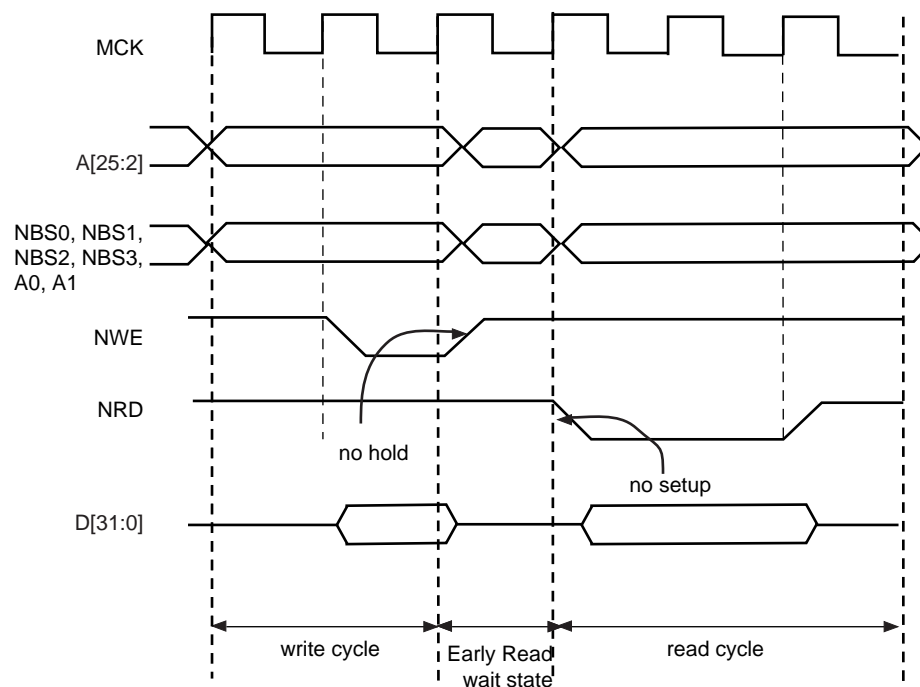 MCK
A[25:2]
NBS0, NBS1,
NBS2, NBS3,
A0, A1
NWE
NRD
no hold
no setup
D[31:0]
write cycle
Early Read
wait state
read cycle